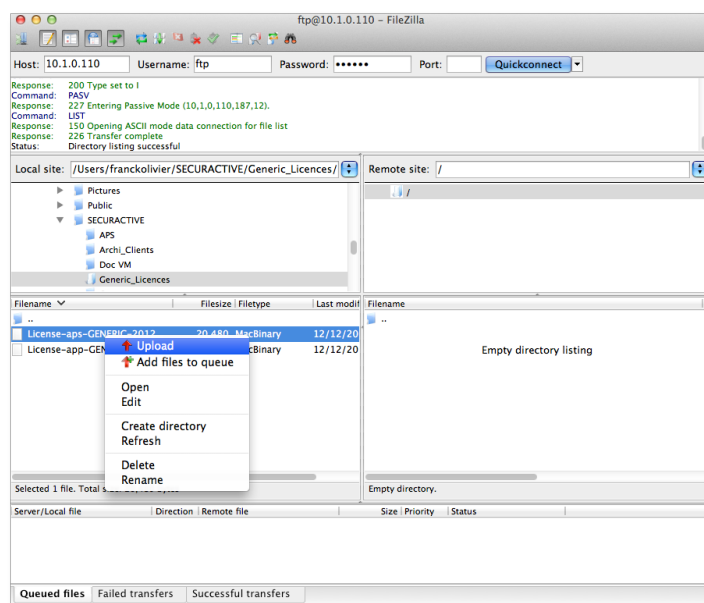 ftp@10.1.0.110 – FileZilla
Host: 10.1.0.110 Username: ftp Password: •••••• Port: Quickconnect
Response: 200 Type set to I
Command: PASV
Response: 227 Entering Passive Mode (10,1,0,110,187,12).
Command: LIST
Response: 150 Opening ASCII mode data connection for file list
Response: 226 Transfer complete
Status: Directory listing successful
Local site: /Users/franckolivier/SECURACTIVE/Generic_Licences/ Remote site: /
Pictures /
Public
SECURACTIVE
APS
Archi_Clients
Doc VM
Generic_Licences
Filename Filesize Filetype Last modif Filename
.. ..
License-aps-GENERIC-2012 20 480 MacBinary 12/12/20
License-app-GEN cBinary 12/12/20
Empty directory listing
Upload
Add files to queue
Open
Edit
Create directory
Refresh
Delete
Rename
Selected 1 file. Total Empty directory.
Server/Local file Direction Remote file Size Priority Status
Queued files Failed transfers Successful transfers